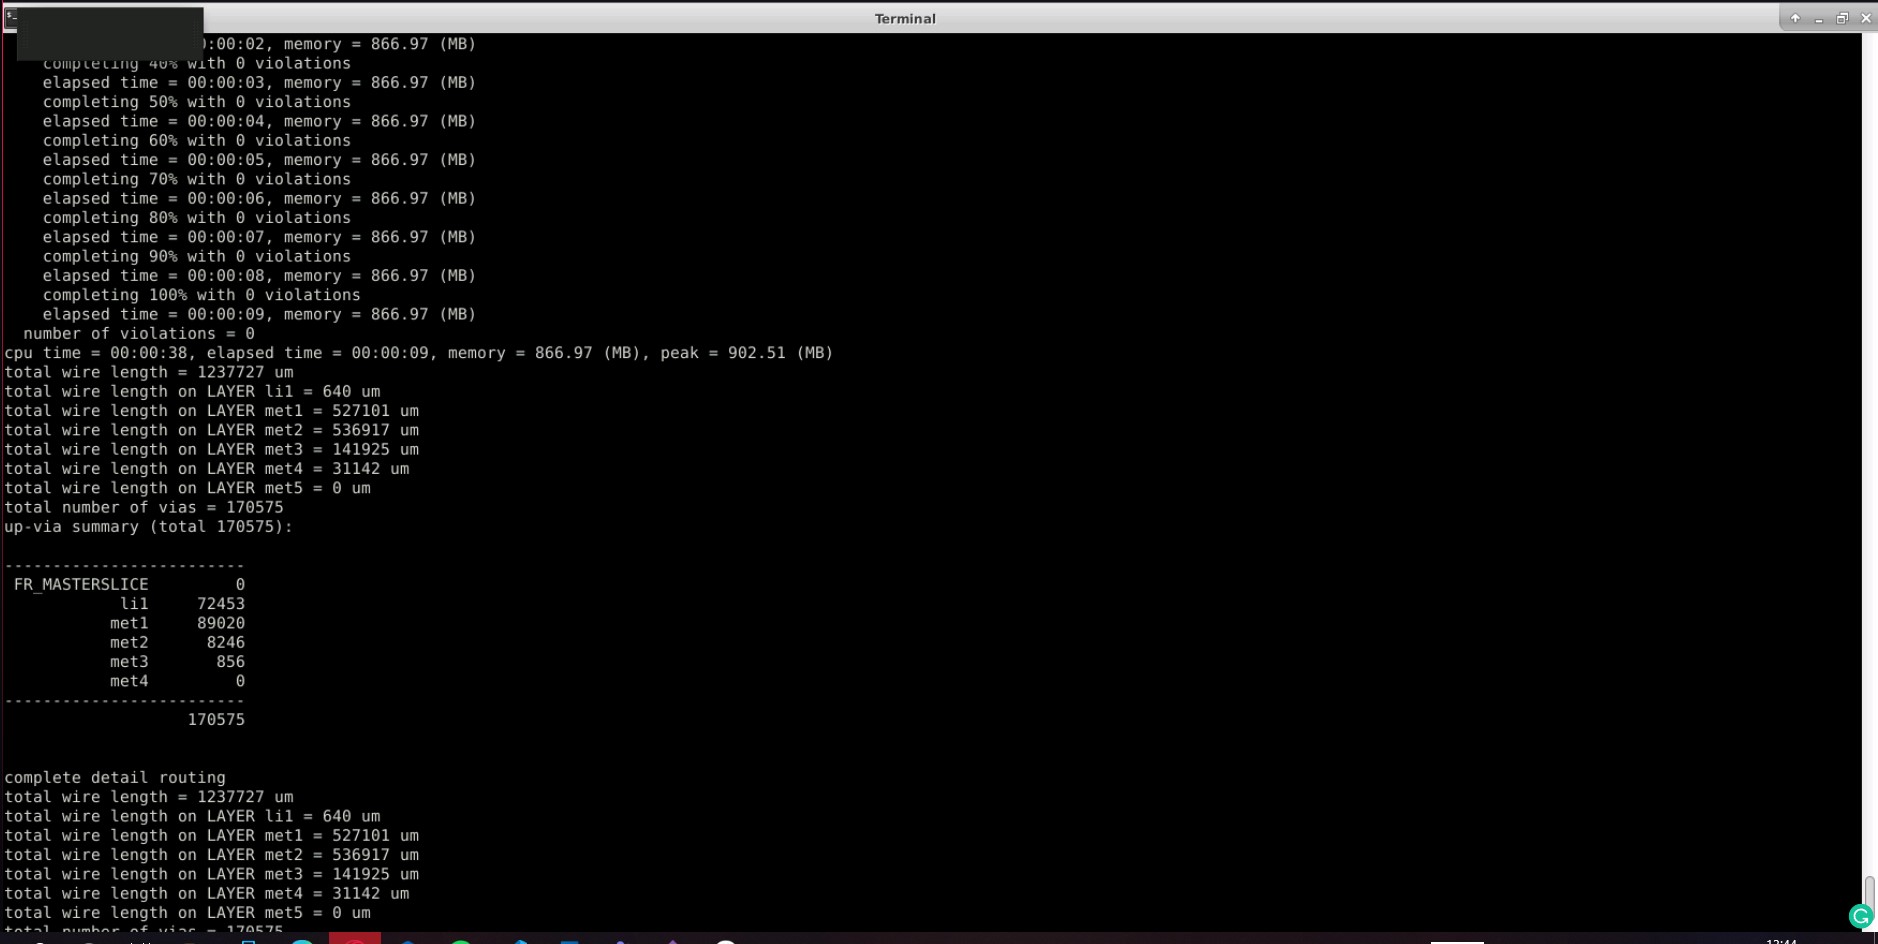 Terminal
:00:02, memory = 866.97 (MB)
completing 40% with 0 violations
elapsed time = 00:00:03, memory = 866.97 (MB)
completing 50% with 0 violations
elapsed time = 00:00:04, memory = 866.97 (MB)
completing 60% with 0 violations
elapsed time = 00:00:05, memory = 866.97 (MB)
completing 70% with 0 violations
elapsed time = 00:00:06, memory = 866.97 (MB)
completing 80% with 0 violations
elapsed time = 00:00:07, memory = 866.97 (MB)
completing 90% with 0 violations
elapsed time = 00:00:08, memory = 866.97 (MB)
completing 100% with 0 violations
elapsed time = 00:00:09, memory = 866.97 (MB)
number of violations = 0
cpu time = 00:00:38, elapsed time = 00:00:09, memory = 866.97 (MB), peak = 902.51 (MB)
total wire length = 1237727 um
total wire length on LAYER li1 = 640 um
total wire length on LAYER met1 = 527101 um
total wire length on LAYER met2 = 536917 um
total wire length on LAYER met3 = 141925 um
total wire length on LAYER met4 = 31142 um
total wire length on LAYER met5 = 0 um
total number of vias = 170575
up-via summary (total 170575):
-------------------------
FR_MASTERSLICE 0
li1 72453
met1 89020
met2 8246
met3 856
met4 0
-------------------------
170575
complete detail routing
total wire length = 1237727 um
total wire length on LAYER li1 = 640 um
total wire length on LAYER met1 = 527101 um
total wire length on LAYER met2 = 536917 um
total wire length on LAYER met3 = 141925 um
total wire length on LAYER met4 = 31142 um
total wire length on LAYER met5 = 0 um
total number of vias = 170575